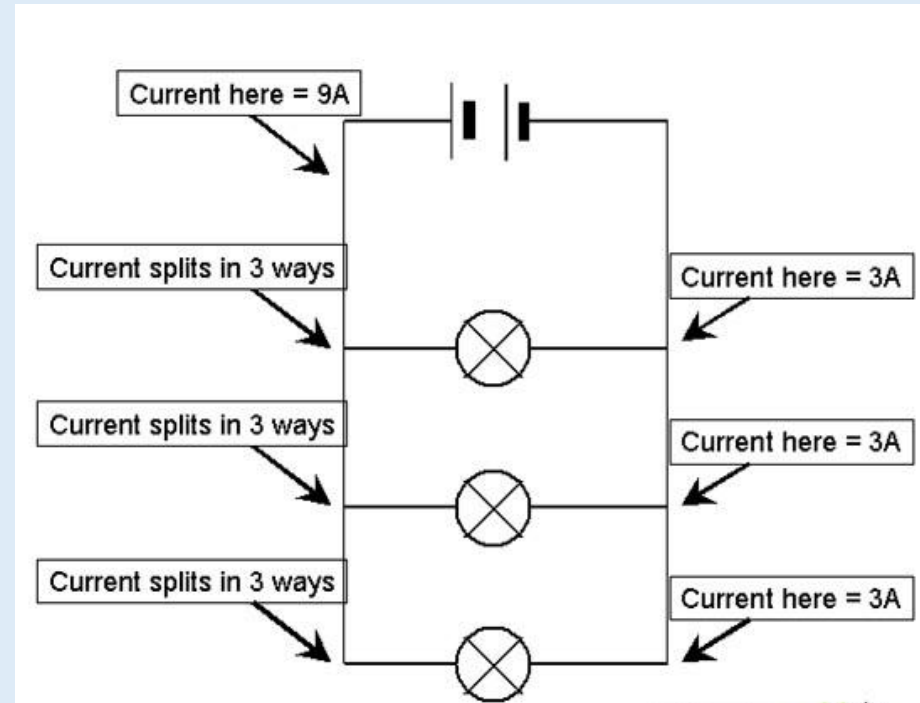 Current here = 9A
Current splits in 3 ways
Current here = 3A
Current splits in 3 ways
Current here = 3A
Current splits in 3 ways
Current here = 3A